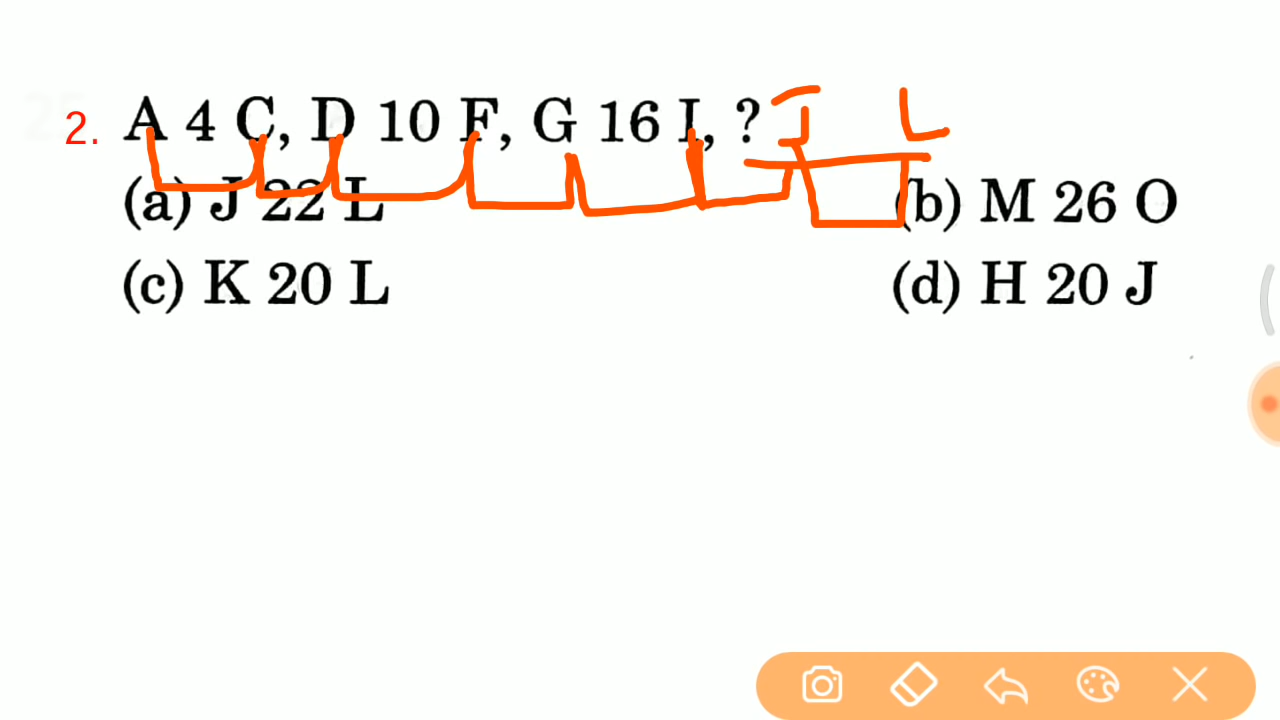 2. A 4 C, D 10 F, G 16 I, ? J L
(a) J 22 L (b) M 26 O
(c) K 20 L (d) H 20 J